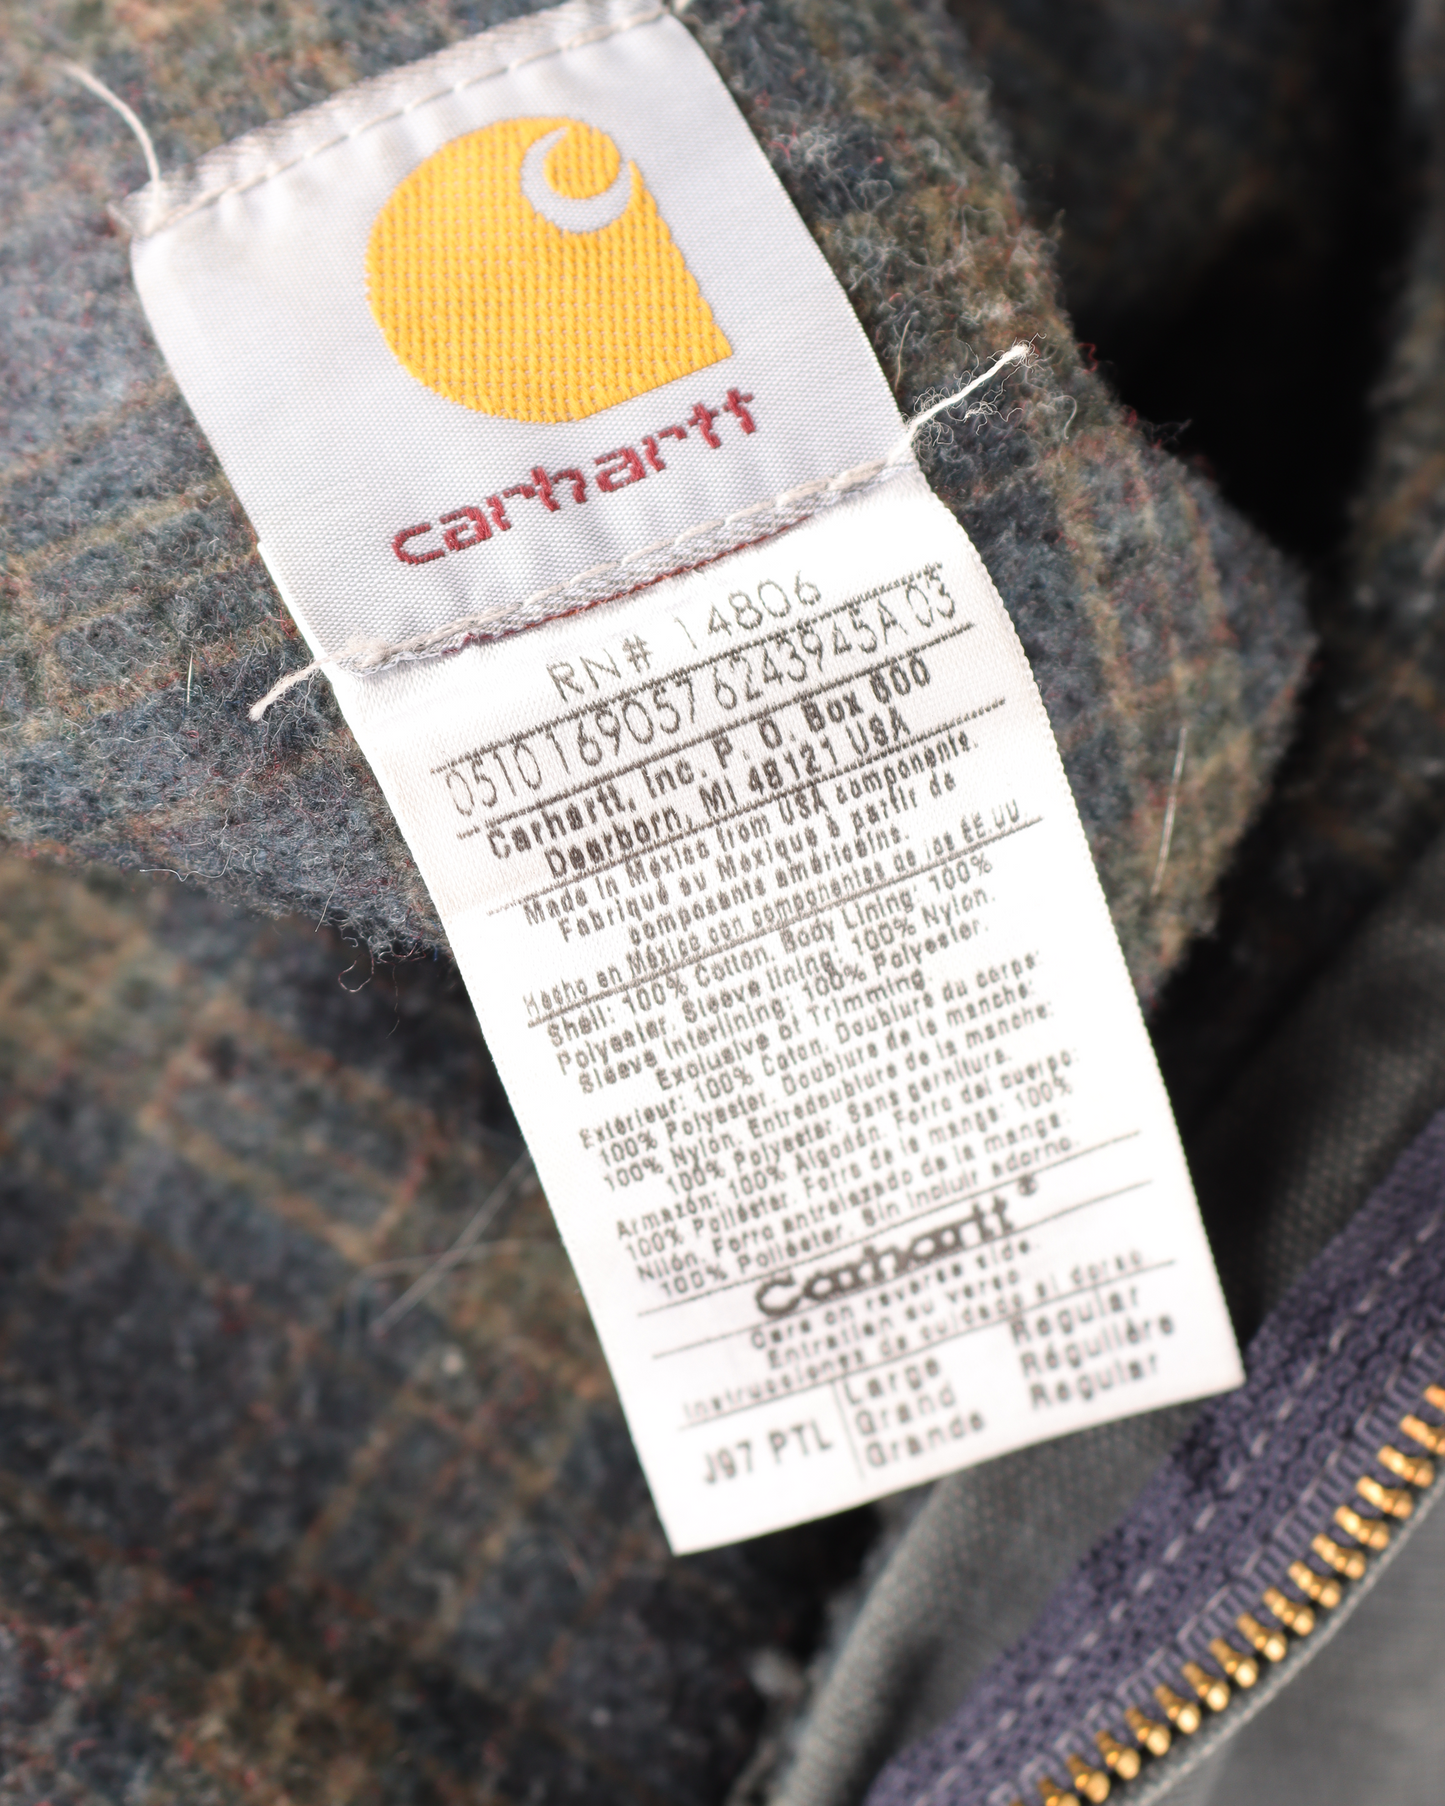 carhartt
RN# 14806
0510 169057 6243945A 03
Carhartt, Inc. P. O. Box 600
Dearborn, MI 48121 USA
Made in Mexico from USA components.
Fabriqué au Mexique à partir de
composants américains.
Hecho en México con componentes de los EE.UU.
Shell: 100% Cotton. Body Lining: 100%
Polyester. Sleeve lining: 100% Nylon.
Sleeve Interlining: 100% Polyester.
Exclusive of Trimming
Extérieur: 100% Coton. Doublure du corps:
100% Polyester. Doublure de la manche:
100% Nylon. Entredoublure de la manche:
100% Polyester. Sans garniture.
Armazón: 100% Algodón. Forro del cuerpo:
100% Poliéster. Forro de la manga: 100%
Nilón. Forro entrelazado de la manga:
100% Poliéster. Sin incluir adorno.
Carhartt®
Care on reverse side.
Entretien au verso.
Instrucciones de cuidado al dorso
J97 PTL Large Regular
Grand Régulière
Grande Regular